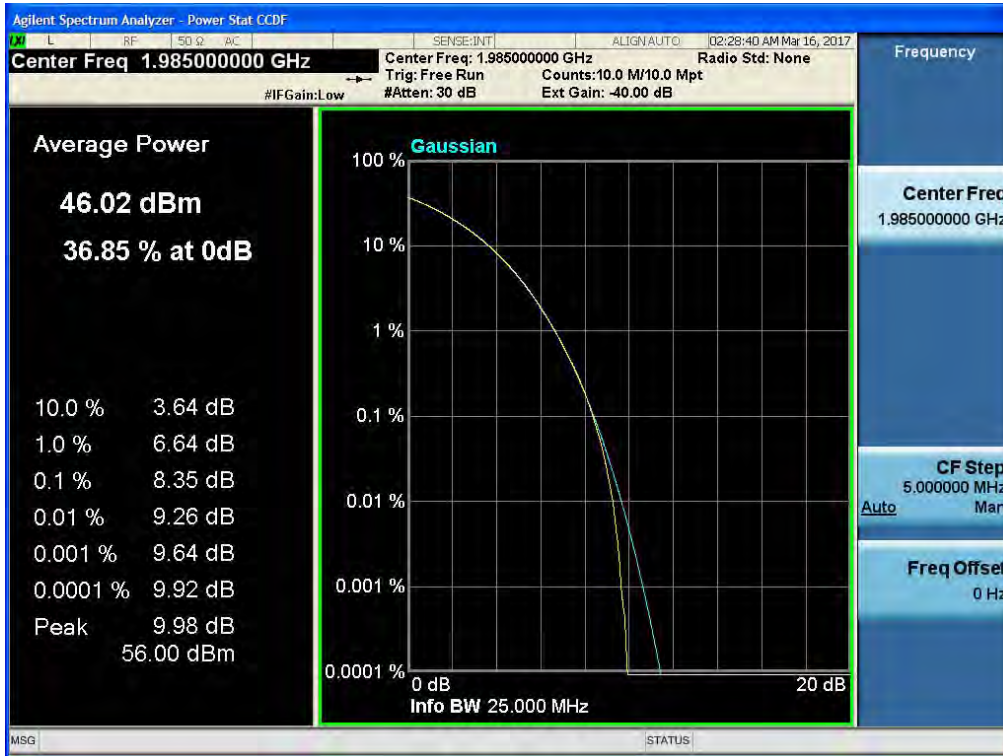 Agilent Spectrum Analyzer - Power Stat CCDF
LXI L RF 50 Ω AC SENSE:INT ALIGN AUTO 02:28:40 AM Mar 16, 2017
Center Freq 1.985000000 GHz
Center Freq: 1.985000000 GHz Radio Std: None
Trig: Free Run Counts:10.0 M/10.0 Mpt
#IFGain:Low #Atten: 30 dB Ext Gain: -40.00 dB
Average Power
46.02 dBm
36.85 % at 0dB
10.0 % 3.64 dB
1.0 % 6.64 dB
0.1 % 8.35 dB
0.01 % 9.26 dB
0.001 % 9.64 dB
0.0001 % 9.92 dB
Peak 9.98 dB
56.00 dBm
Gaussian
100 %
10 %
1 %
0.1 %
0.01 %
0.001 %
0.0001 %
0 dB 20 dB
Info BW 25.000 MHz
Frequency
Center Freq
1.985000000 GHz
CF Step
5.000000 MHz
Auto Man
Freq Offset
0 Hz
MSG STATUS